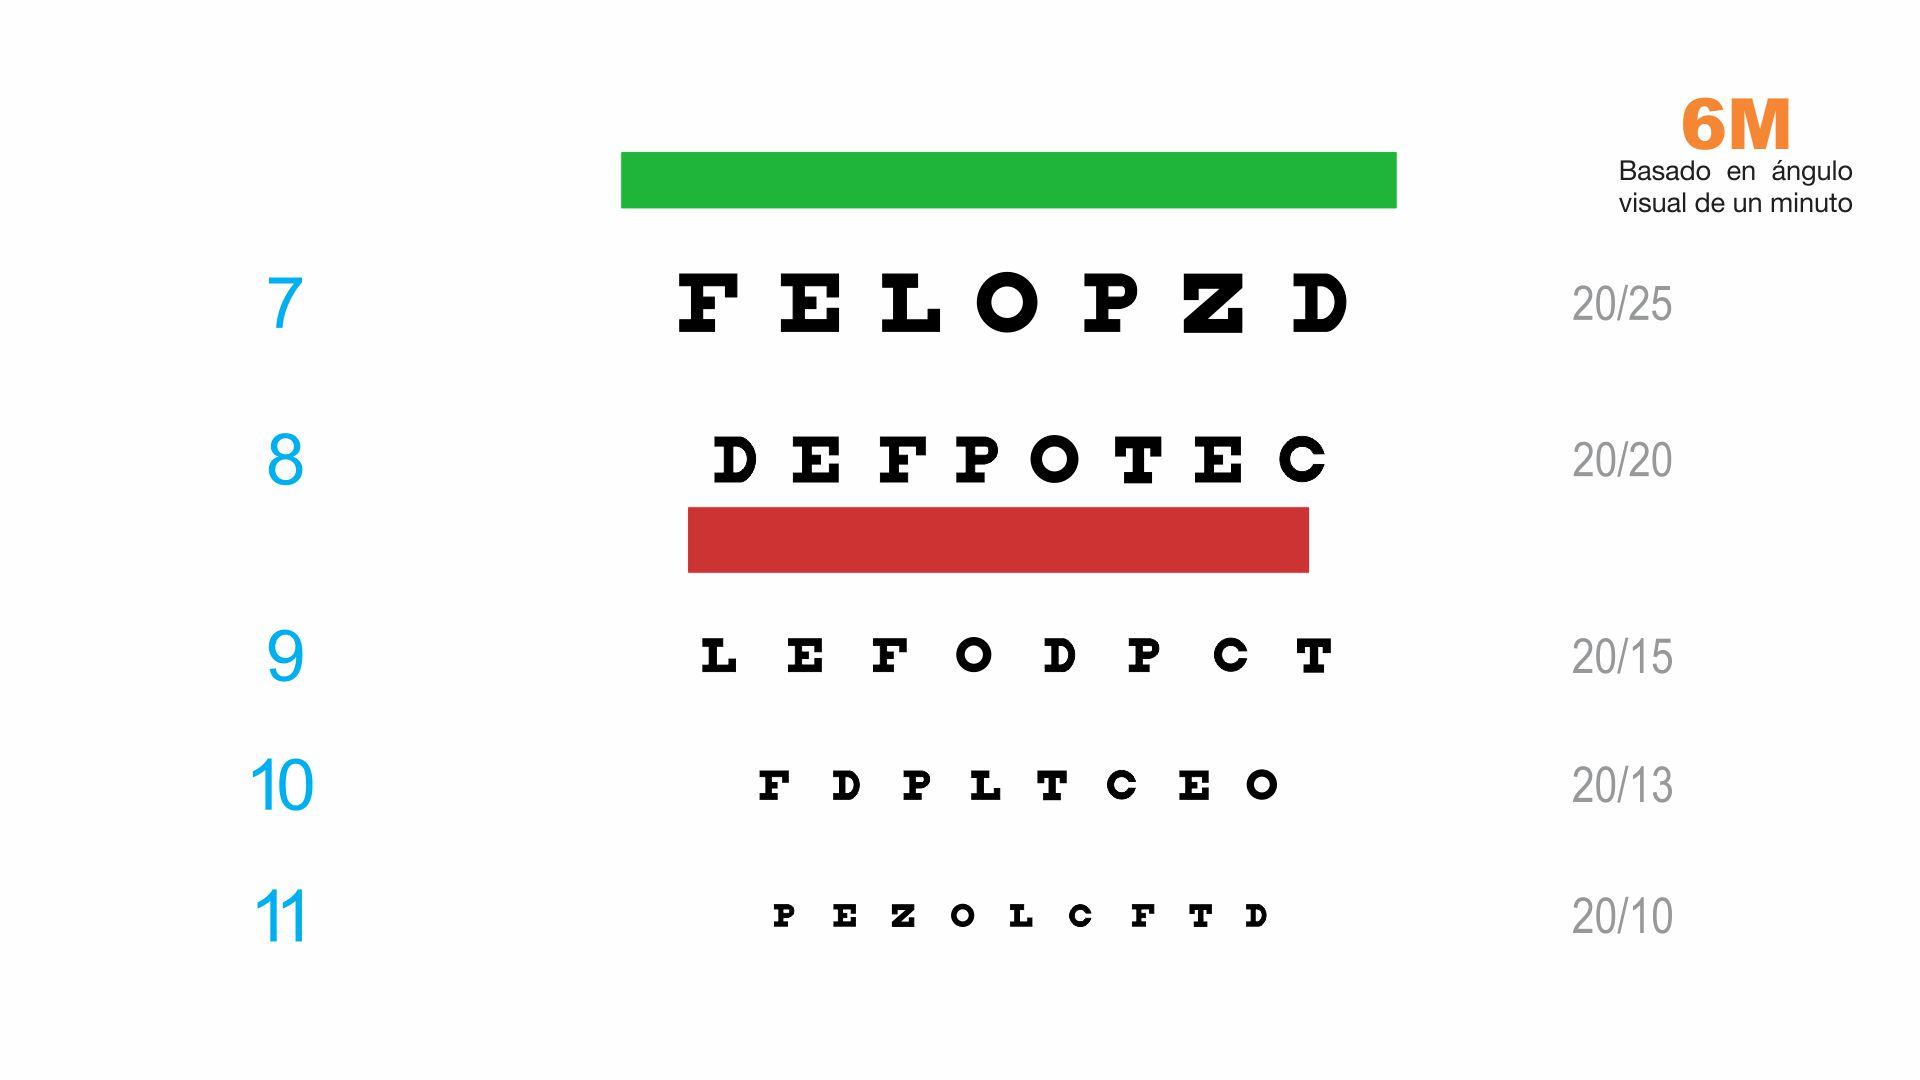 6M
Basado en ángulo
visual de un minuto
7 F E L O P Z D 20/25
8 D E F P O T E C 20/20
9 L E F O D P C T 20/15
10 F D P L T C E O 20/13
11 P E Z O L C F T D 20/10